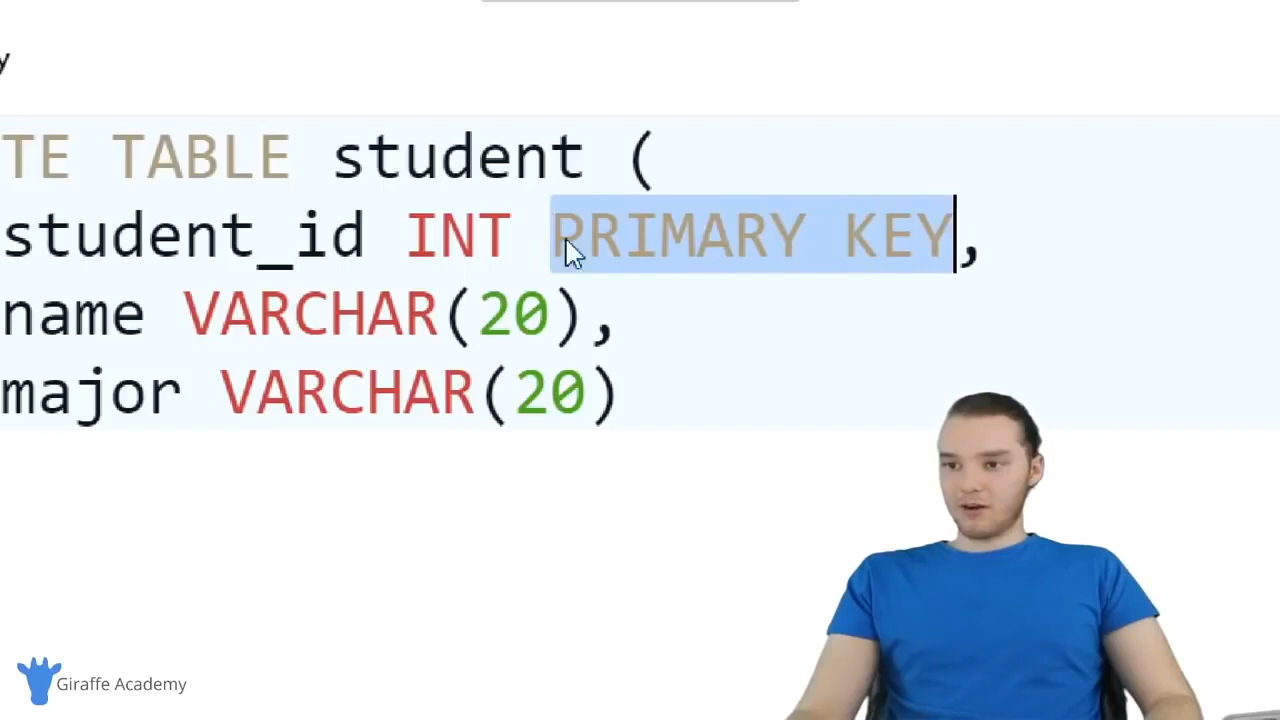 y
TE TABLE student (
student_id INT PRIMARY KEY,
name VARCHAR(20),
major VARCHAR(20)
Giraffe Academy